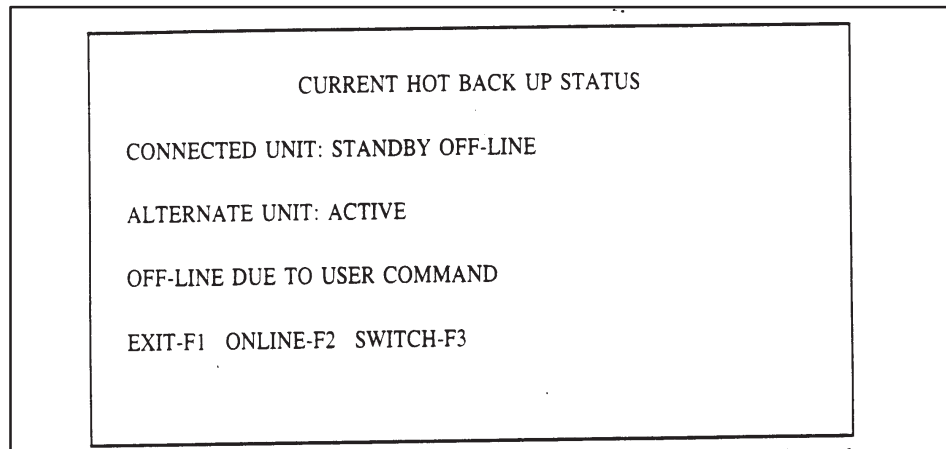 CURRENT HOT BACK UP STATUS
CONNECTED UNIT: STANDBY OFF-LINE
ALTERNATE UNIT: ACTIVE
OFF-LINE DUE TO USER COMMAND
EXIT-F1 ONLINE-F2 SWITCH-F3